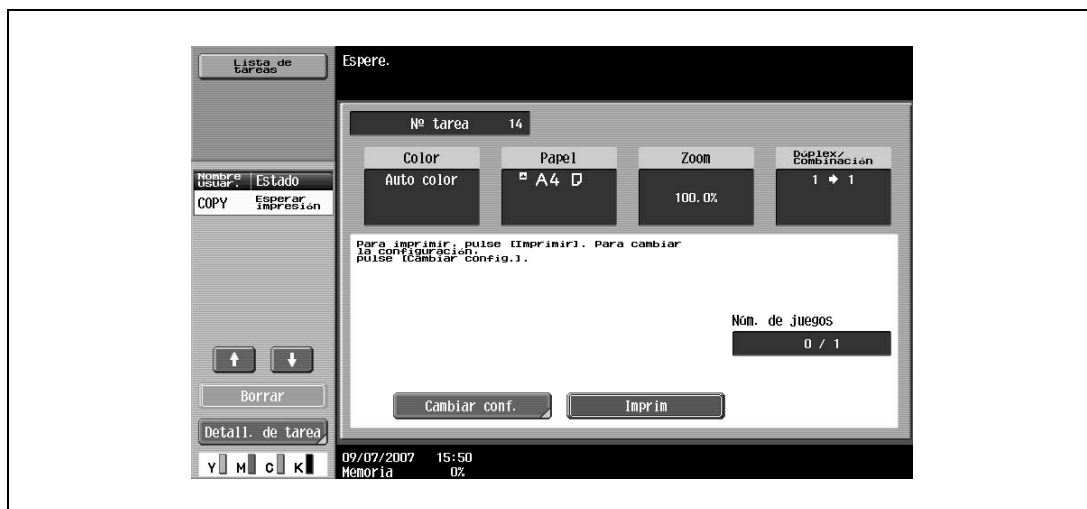 Lista de
tareas
Espere.
Nº tarea 14
Color
Papel
Zoom
Dúplex/
Combinación
Auto color
A4
100.0%
1 → 1
Nombre
usuar.
Estado
COPY
Esperar
impresión
Para imprimir, pulse [Imprimir]. Para cambiar
la configuración,
pulse [Cambiar config.].
Núm. de juegos
0 / 1
Borrar
Cambiar conf.
Imprim
Detall. de tarea
Y M C K
09/07/2007 15:50
Memoria 0%